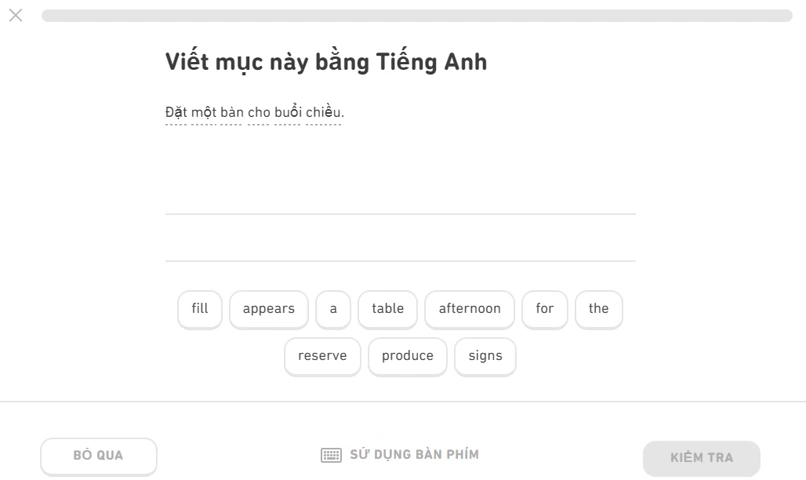 Viết mục này bằng Tiếng Anh
Đặt một bàn cho buổi chiều.
fill appears a table afternoon for the
reserve produce signs
BỎ QUA SỬ DỤNG BÀN PHÍM KIỂM TRA